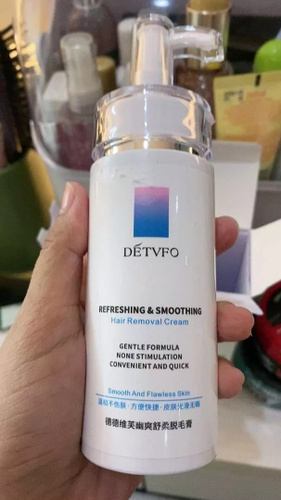 DÉTVFO
REFRESHING & SMOOTHING
Hair Removal Cream
GENTLE FORMULA
NONE STIMULATION
CONVENIENT AND QUICK
Smooth And Flawless Skin
温和不伤肤·方便快捷·皮肤光滑无瑕
德德维芙幽爽舒柔脱毛膏